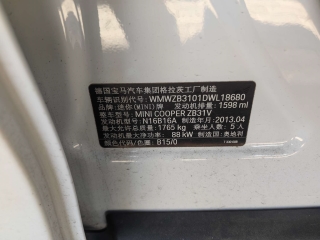 德国宝马汽车集团格拉茨工厂制造
车辆识别代号: WMWZB3101DWL18680
品牌:迷你(MINI)牌 发动机排量: 1598 ml
整车型号: MINI COOPER ZB31V
发动机型号: N16B16A 制造年月: 2013.04
最大允许总质量: 1765 kg 乘坐人数: 5 人
发动机最大净功率: 88 kW 制造国: 奥地利
颜色代码/色漆: B15/0